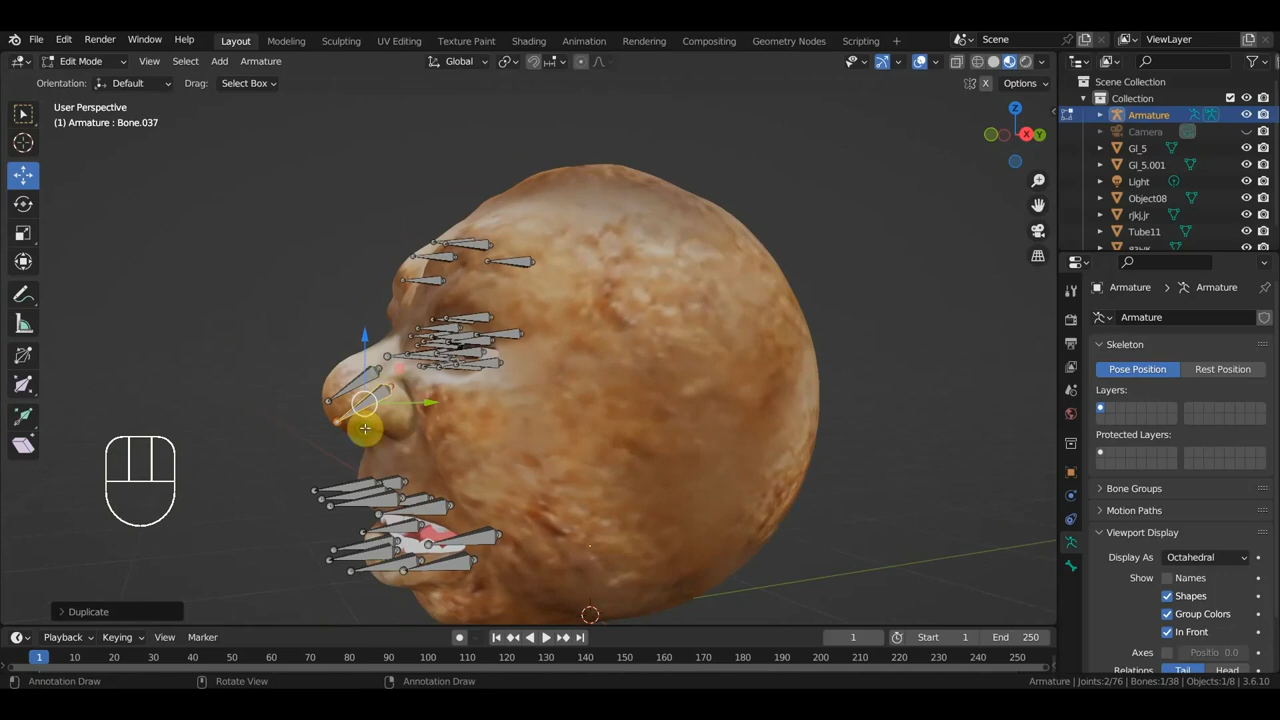 File Edit Render Window Help Layout Modeling Sculpting UV Editing Texture Paint Shading Animation Rendering Compositing Geometry Nodes Scripting + Scene ViewLayer
Edit Mode View Select Add Armature Global X Options
Orientation: Default Drag: Select Box
User Perspective
(1) Armature : Bone.037
Z
X Y
Scene Collection
Collection
Armature
Camera
Gl_5
Gl_5.001
Light
Object08
rjkj,jr
Tube11
Armature Armature
Armature
Skeleton
Pose Position Rest Position
Layers:
Protected Layers:
Bone Groups
Motion Paths
Viewport Display
Display As Octahedral
Show Names
Shapes
Group Colors
In Front
Axes Positio 0.0
Relations Tail Head
Duplicate
Playback Keying View Marker 1 Start 1 End 250
1 10 20 30 40 50 60 70 80 90 100 110 120 130 140 150 160 170 180 190 200 210 220 230 240 250
Annotation Draw Rotate View Annotation Draw Armature | Joints:2/76 | Bones:1/38 | Objects:1/8 | 3.6.10